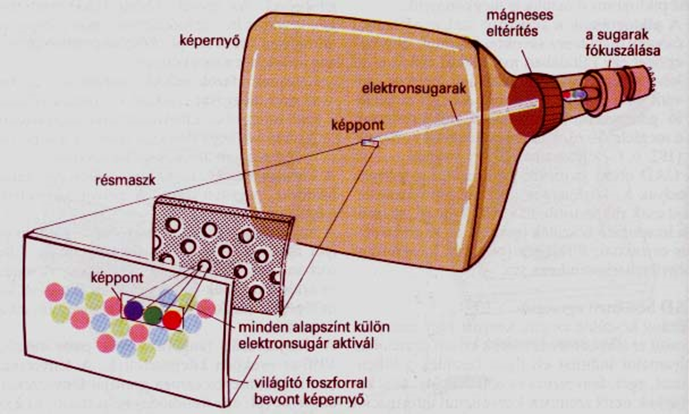 mágneses
eltérítés
a sugarak
fókuszálása
képernyő
elektronsugarak
képpont
résmaszk
képpont
minden alapszínt külön
elektronsugár aktivál
világító foszforral
bevont képernyő